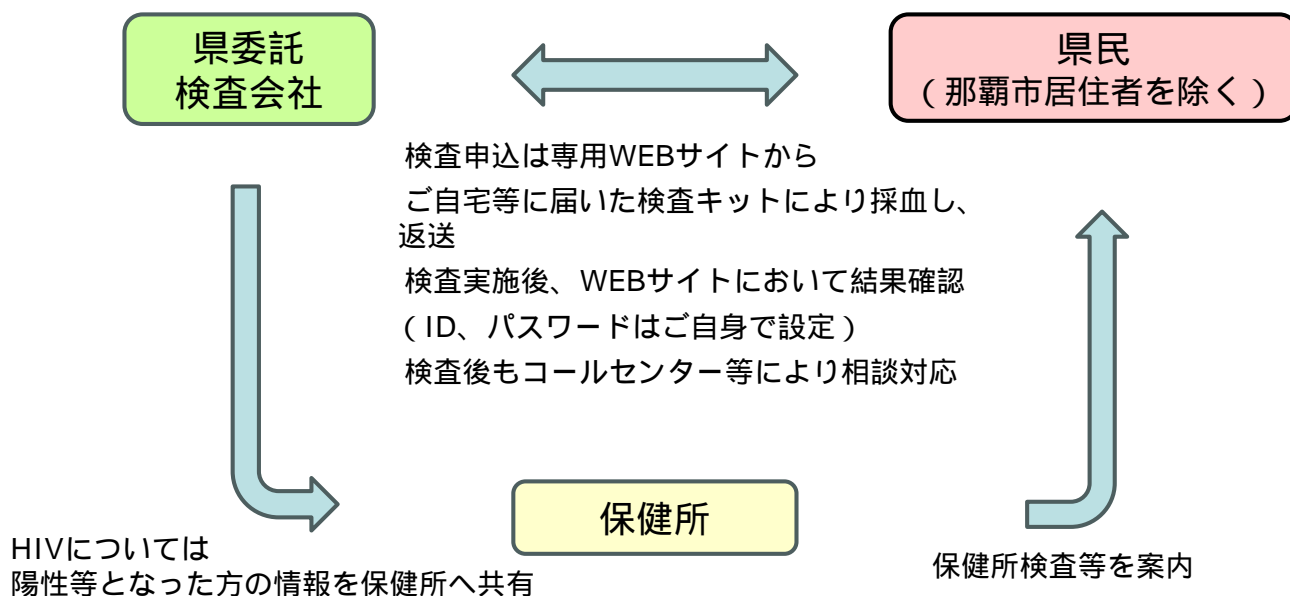 県委託
検査会社
県民
（那覇市居住者を除く）
検査申込は専用WEBサイトから
ご自宅等に届いた検査キットにより採血し、
返送
検査実施後、WEBサイトにおいて結果確認
（ID、パスワードはご自身で設定）
検査後もコールセンター等により相談対応
保健所
HIVについては
陽性等となった方の情報を保健所へ共有
保健所検査等を案内